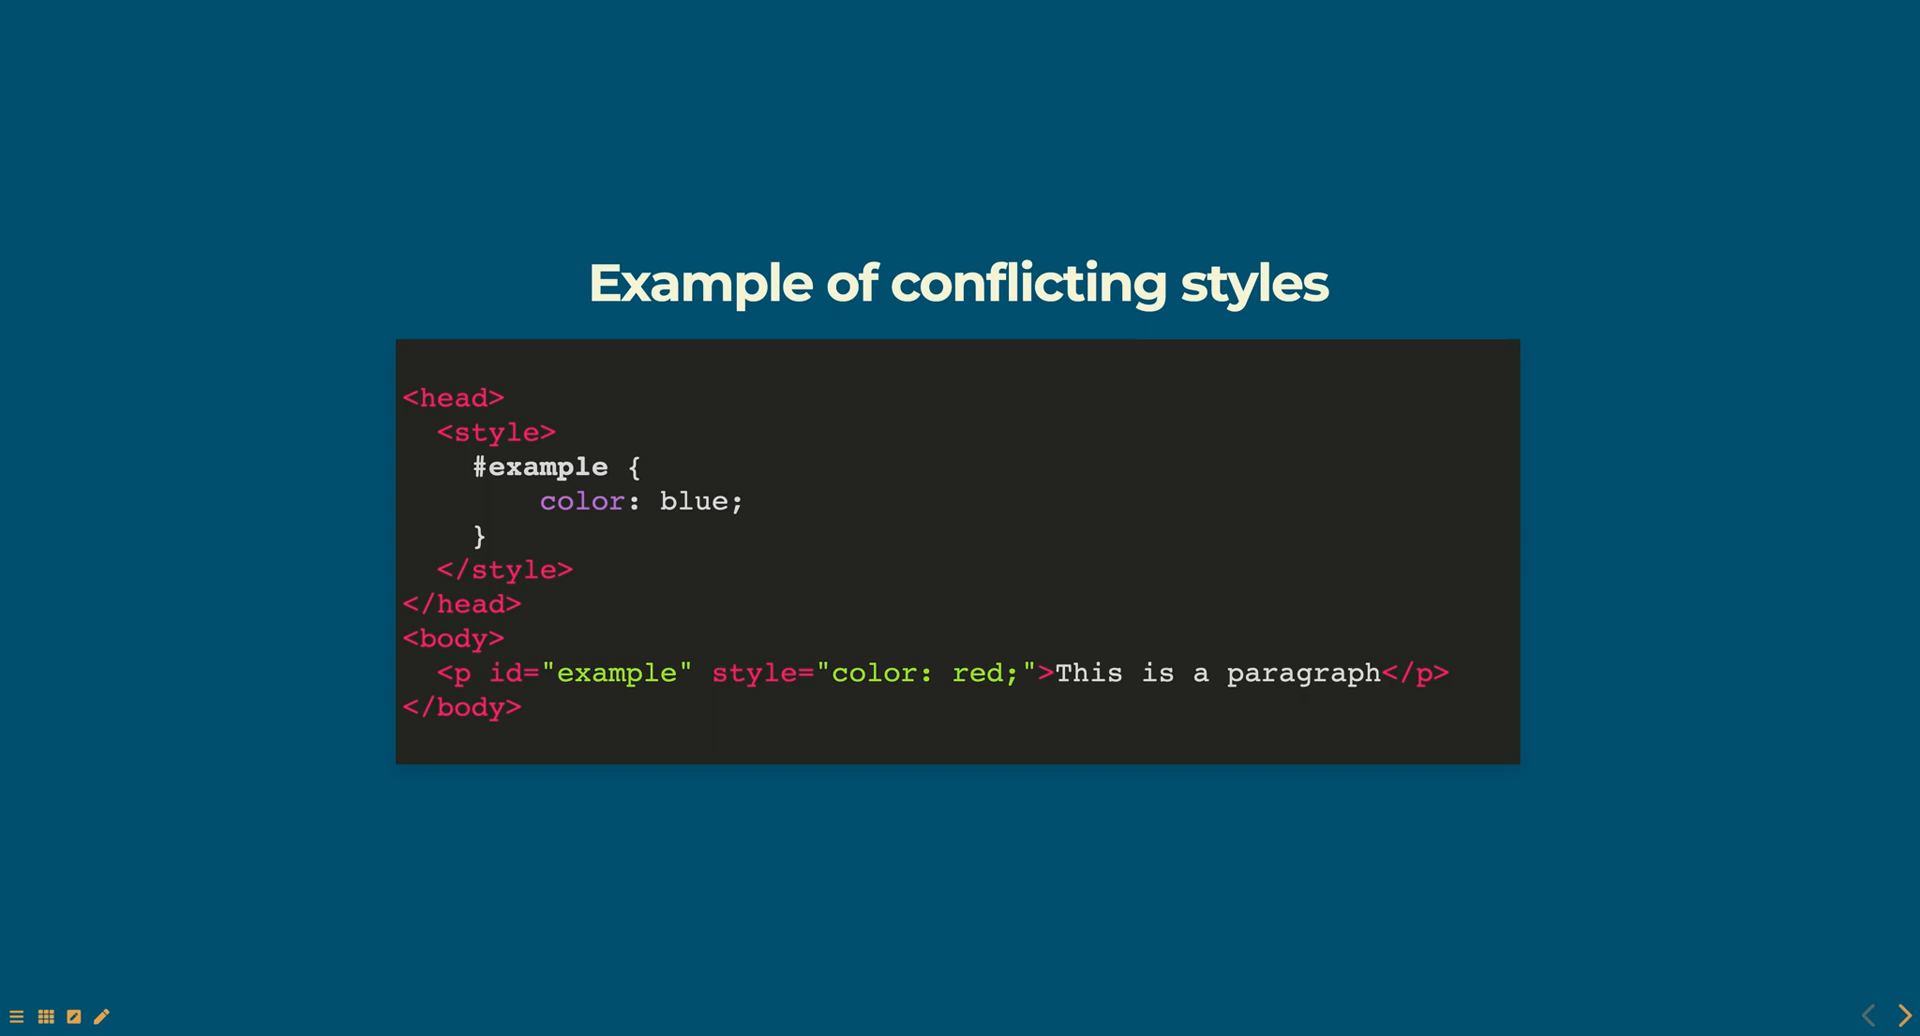 Example of conflicting styles
<head>
  <style>
    #example {
        color: blue;
    }
  </style>
</head>
<body>
  <p id="example" style="color: red;">This is a paragraph</p>
</body>